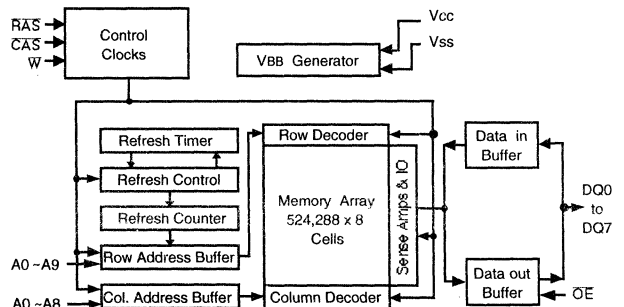 RAS
CAS
W
Control
Clocks
Vcc
Vss
VBB Generator
Refresh Timer
Refresh Control
Refresh Counter
Row Address Buffer
Col. Address Buffer
A0 ~A9
A0 ~A8
Row Decoder
Memory Array
524,288 x 8
Cells
Column Decoder
Sense Amps & IO
Data in
Buffer
Data out
Buffer
DQ0
to
DQ7
OE